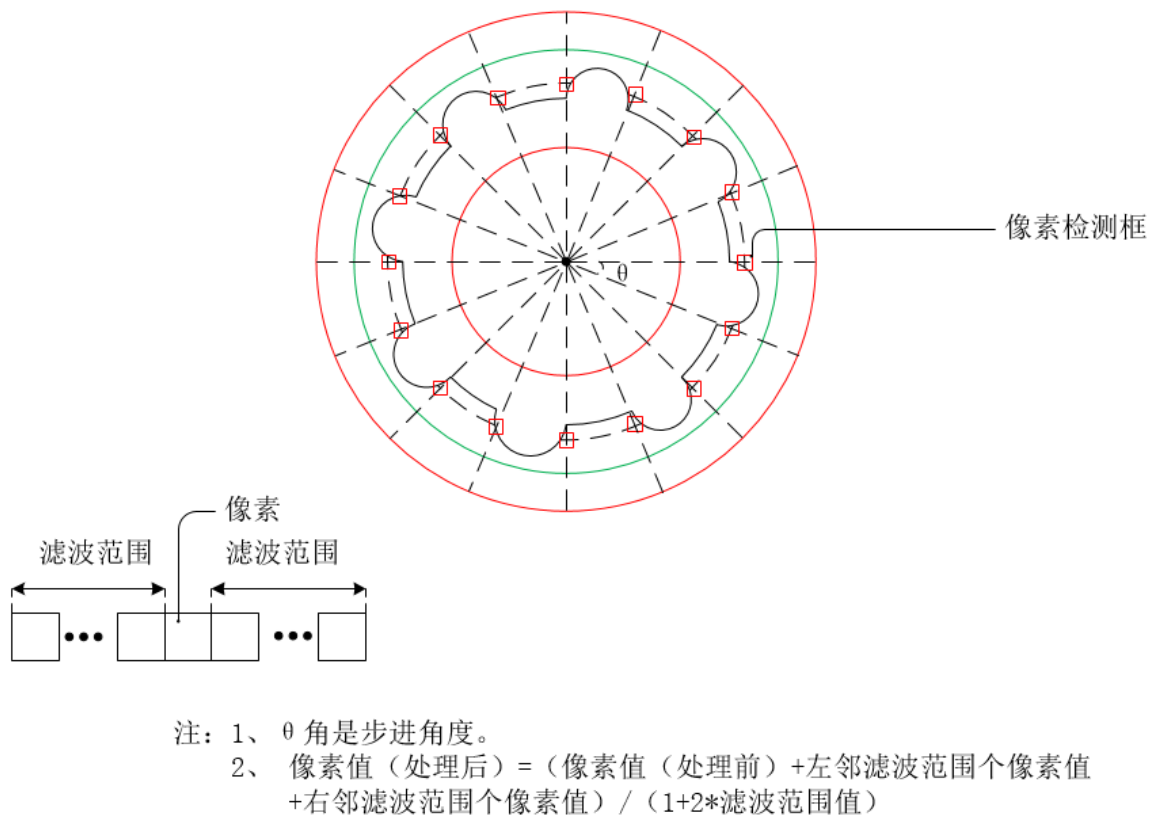 像素检测框
θ
像素
滤波范围 滤波范围
注：1、θ角是步进角度。
2、 像素值（处理后）=（像素值（处理前）+左邻滤波范围个像素值
+右邻滤波范围个像素值）/（1+2*滤波范围值）